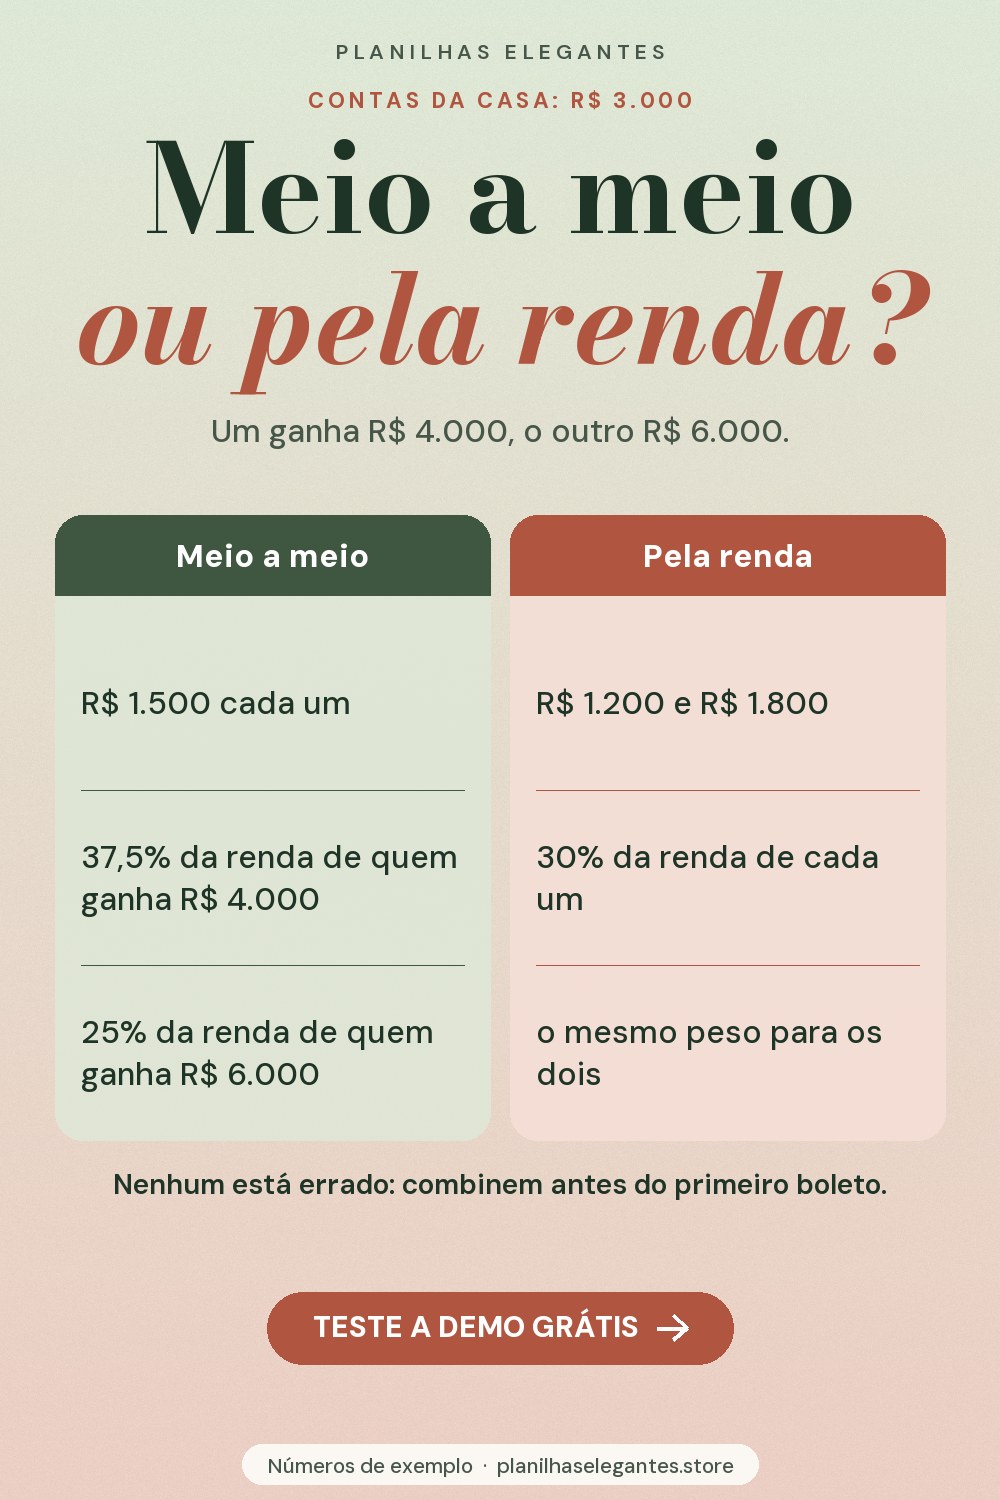 PLANILHAS ELEGANTES
CONTAS DA CASA: R$ 3.000
Meio a meio
ou pela renda?
Um ganha R$ 4.000, o outro R$ 6.000.
Meio a meio
R$ 1.500 cada um
37,5% da renda de quem
ganha R$ 4.000
25% da renda de quem
ganha R$ 6.000
Pela renda
R$ 1.200 e R$ 1.800
30% da renda de cada
um
o mesmo peso para os
dois
Nenhum está errado: combinem antes do primeiro boleto.
TESTE A DEMO GRÁTIS →
Números de exemplo · planilhaselegantes.store